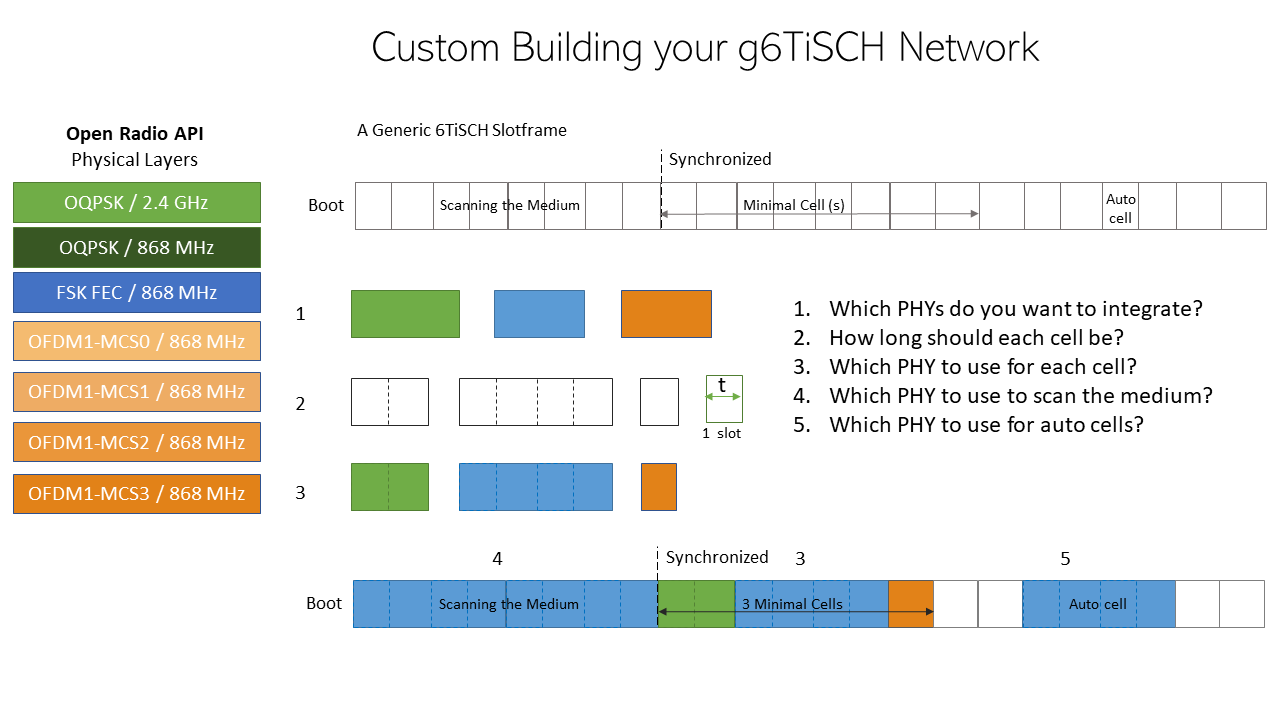 Custom Building your g6TiSCH Network
Open Radio API
Physical Layers
OQPSK / 2.4 GHz
OQPSK / 868 MHz
FSK FEC / 868 MHz
OFDM1-MCS0 / 868 MHz
OFDM1-MCS1 / 868 MHz
OFDM1-MCS2 / 868 MHz
OFDM1-MCS3 / 868 MHz
A Generic 6TiSCH Slotframe
Synchronized
Boot
Scanning the Medium
Minimal Cell (s)
Auto
cell
1
2
t
1 slot
3
1. Which PHYs do you want to integrate?
2. How long should each cell be?
3. Which PHY to use for each cell?
4. Which PHY to use to scan the medium?
5. Which PHY to use for auto cells?
4
Synchronized
3
5
Boot
Scanning the Medium
3 Minimal Cells
Auto cell